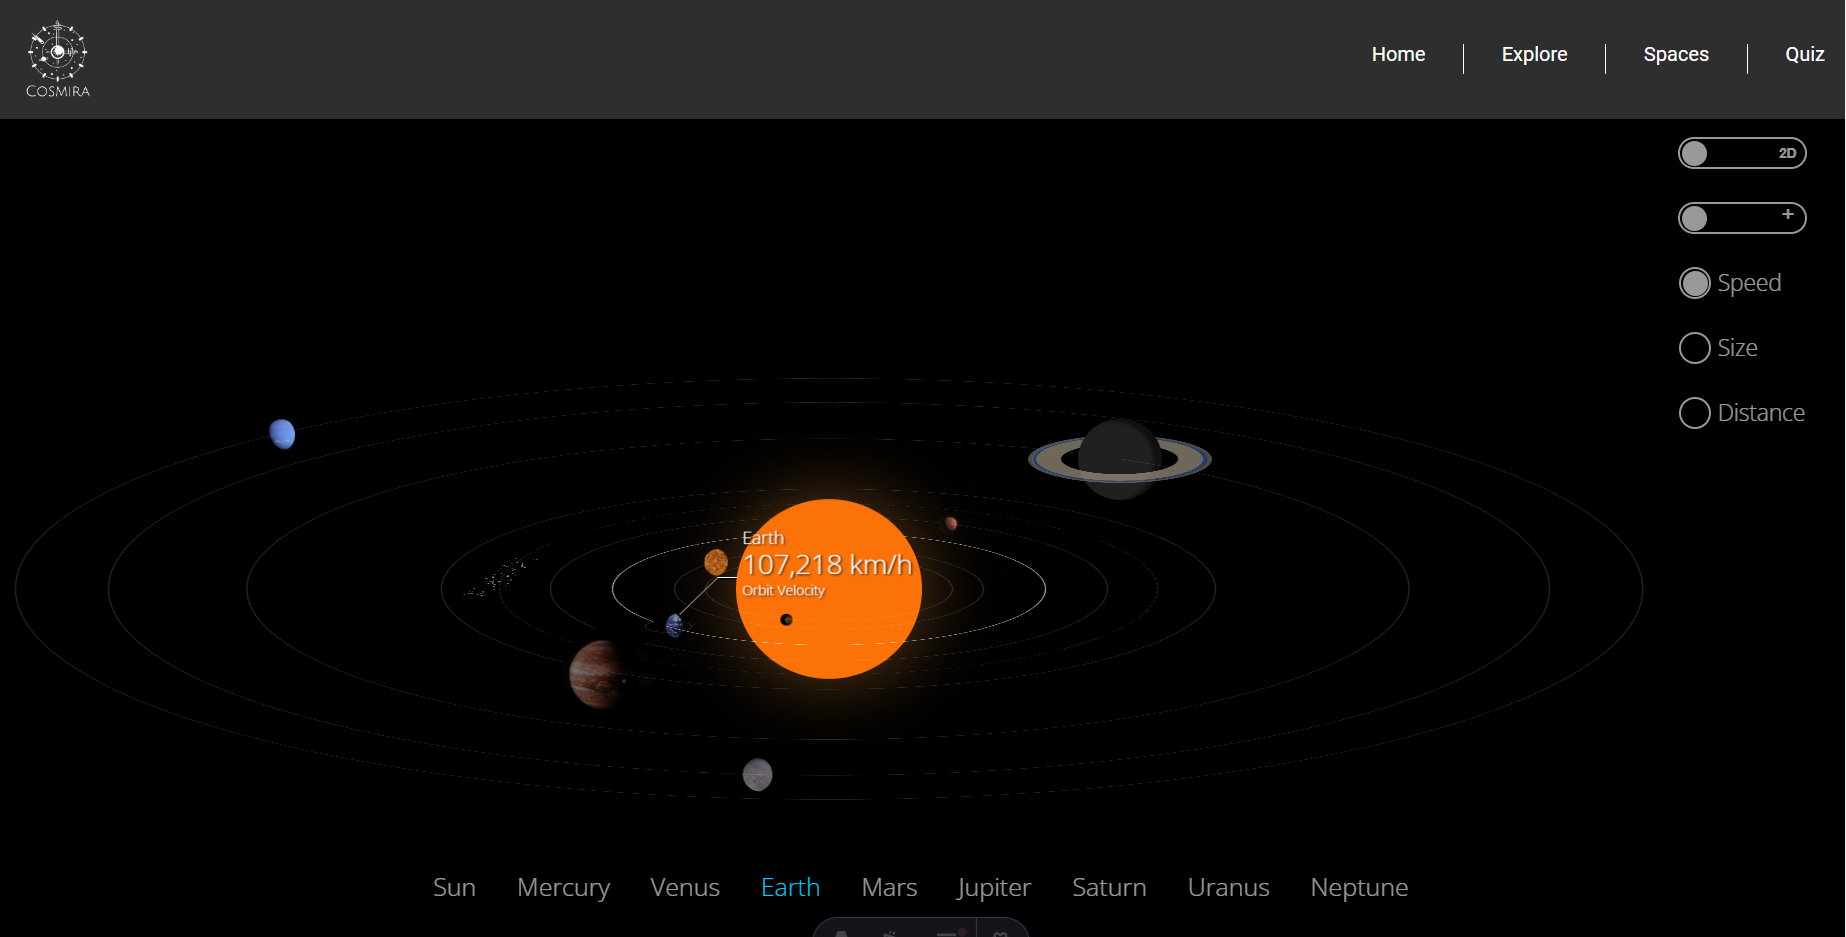 COSMIRA
Home
Explore
Spaces
Quiz
2D
+
Speed
Size
Distance
Earth
107,218 km/h
Orbit Velocity
Sun
Mercury
Venus
Earth
Mars
Jupiter
Saturn
Uranus
Neptune